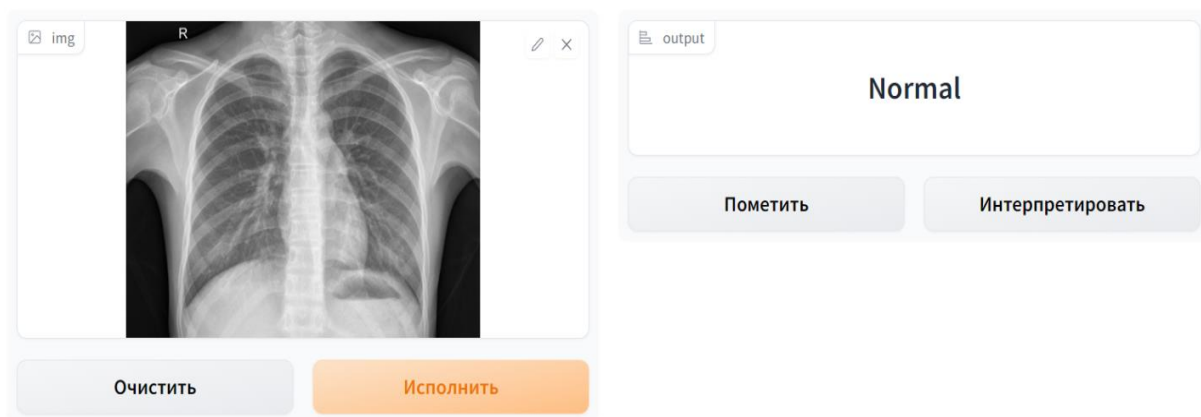 img
R
Очистить
Исполнить
output
Normal
Пометить
Интерпретировать